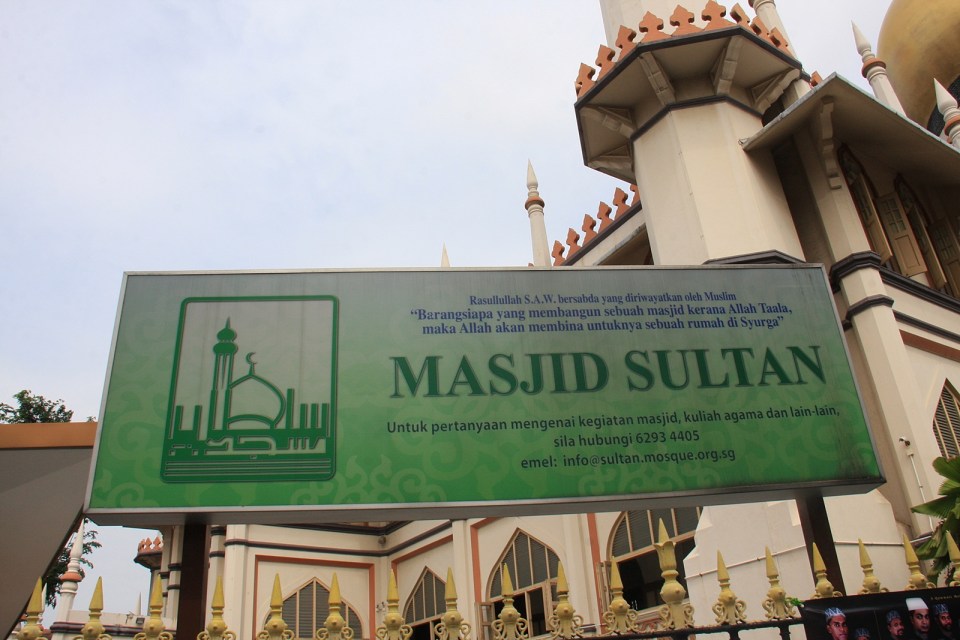 Rasullullah S.A.W. bersabda yang diriwayatkan oleh Muslim
“Barangsiapa yang membangun sebuah masjid kerana Allah Taala,
maka Allah akan membina untuknya sebuah rumah di Syurga”
MASJID SULTAN
Untuk pertanyaan mengenai kegiatan masjid, kuliah agama dan lain-lain,
sila hubungi 6293 4405
emel: info@sultan.mosque.org.sg